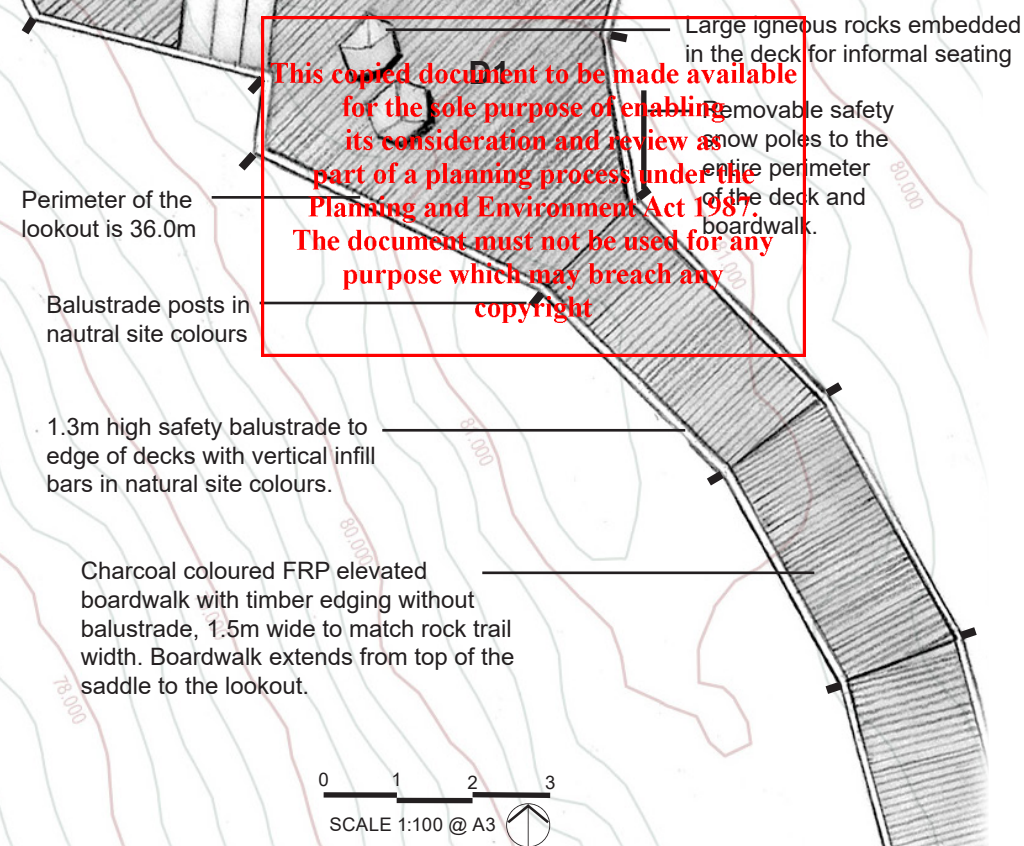 Large igneous rocks embedded
in the deck for informal seating
D1
This copied document to be made available
for the sole purpose of enabling
its consideration and review as
part of a planning process under the
Planning and Environment Act 1987.
The document must not be used for any
purpose which may breach any
copyright
Removable safety
snow poles to the
entire perimeter
of the deck and
boardwalk.
80.000
Perimeter of the
lookout is 36.0m
81.000
Balustrade posts in
nautral site colours
1.3m high safety balustrade to
edge of decks with vertical infill
bars in natural site colours.
81.000
80.000
Charcoal coloured FRP elevated
boardwalk with timber edging without
balustrade, 1.5m wide to match rock trail
width. Boardwalk extends from top of the
saddle to the lookout.
78.000
0 1 2 3
SCALE 1:100 @ A3